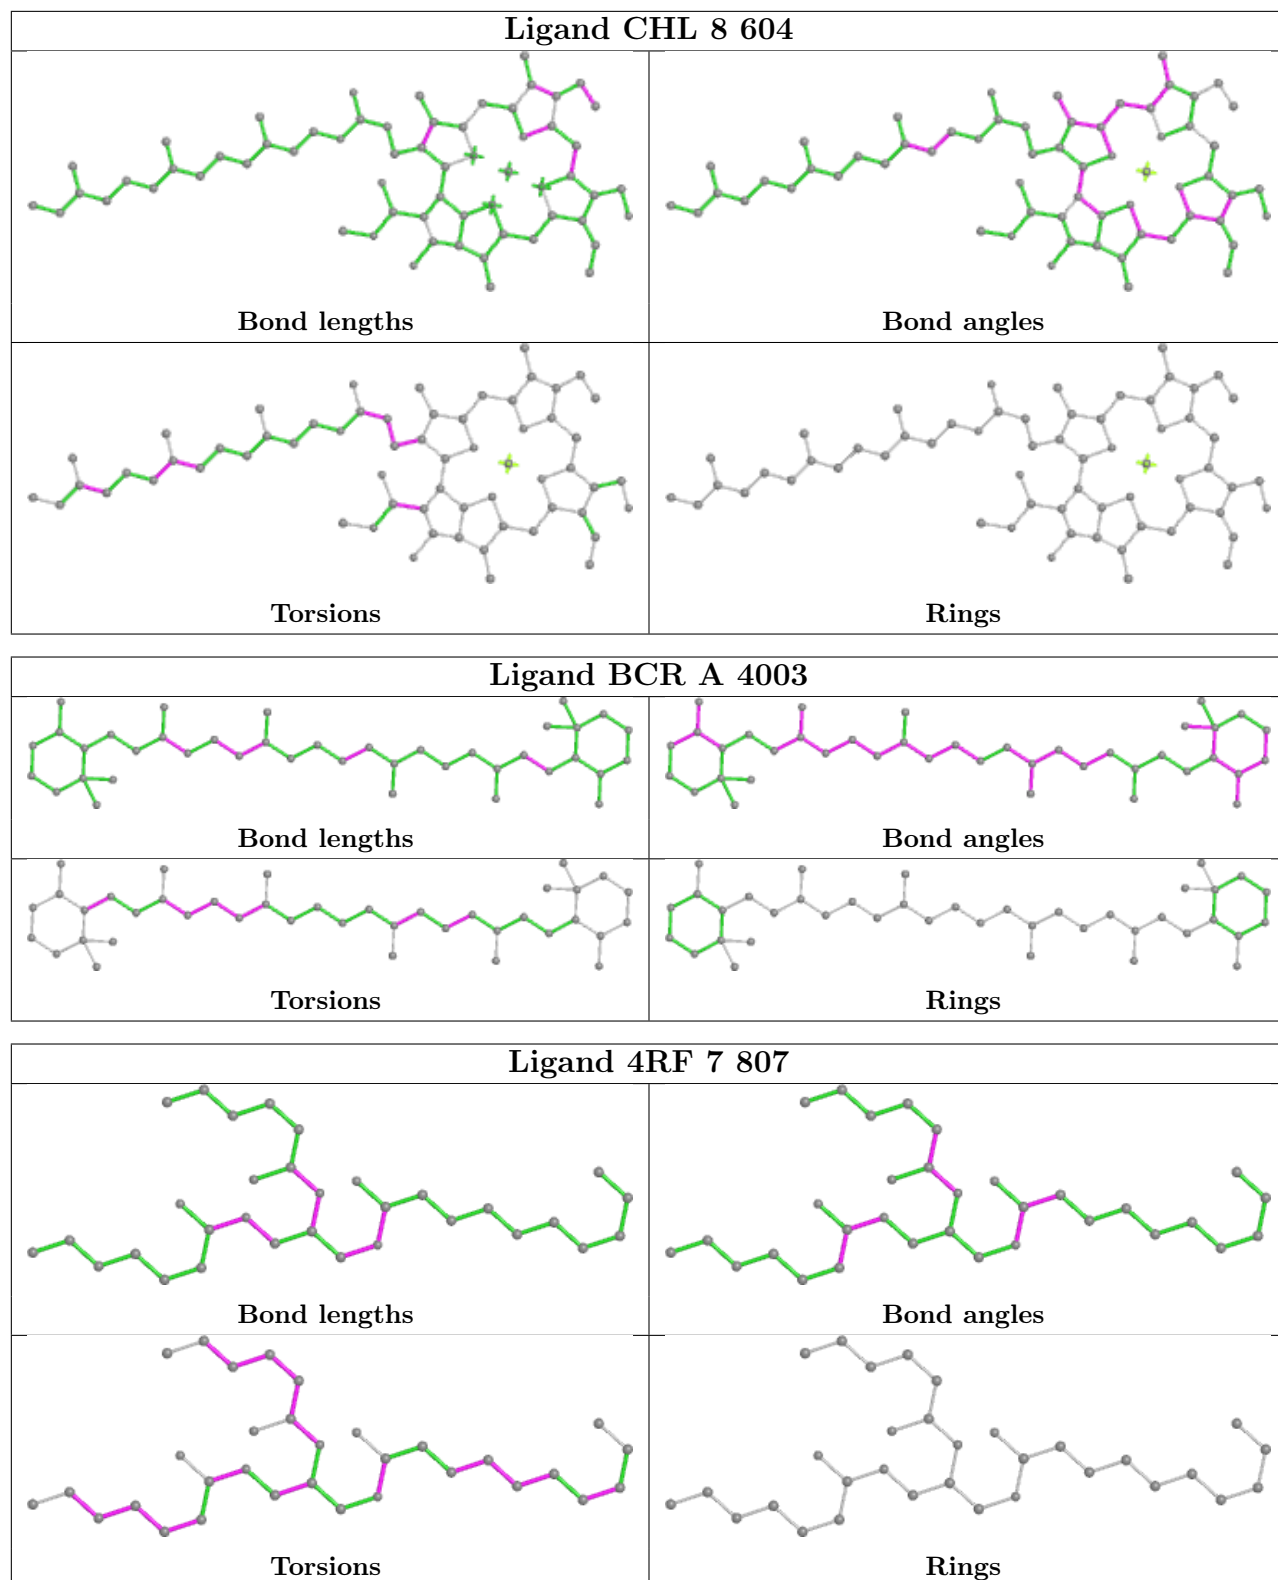 Ligand CHL 8 604
Bond lengths
Bond angles
Torsions
Rings
Ligand BCR A 4003
Bond lengths
Bond angles
Torsions
Rings
Ligand 4RF 7 807
Bond lengths
Bond angles
Torsions
Rings